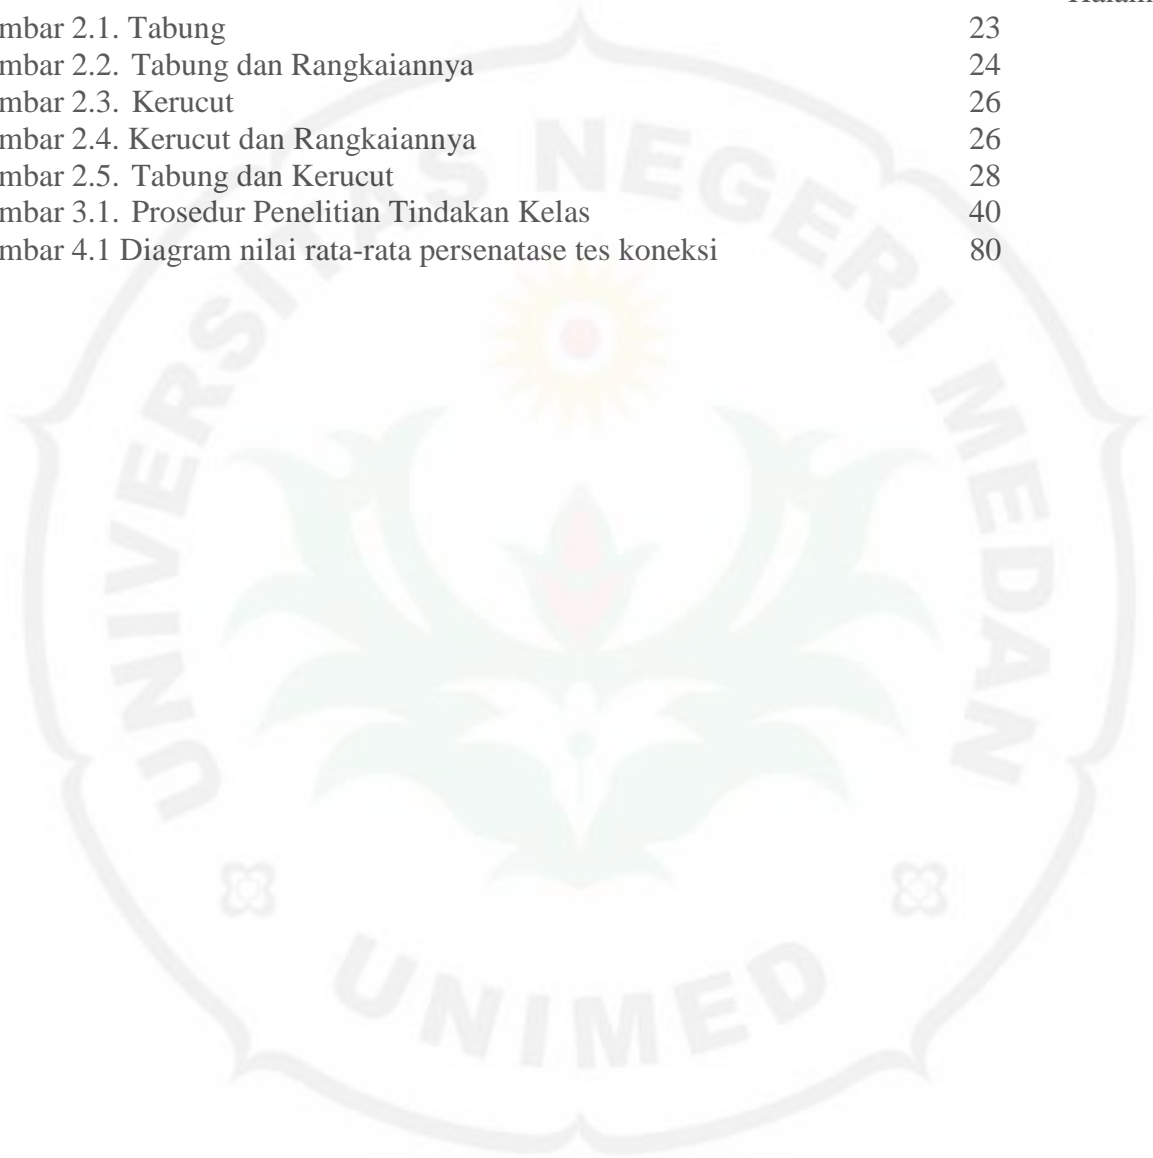 mbar 2.1. Tabung 23
mbar 2.2. Tabung dan Rangkaiannya 24
mbar 2.3. Kerucut 26
mbar 2.4. Kerucut dan Rangkaiannya 26
mbar 2.5. Tabung dan Kerucut 28
mbar 3.1. Prosedur Penelitian Tindakan Kelas 40
mbar 4.1 Diagram nilai rata-rata persenatase tes koneksi 80
UNIVERSITAS NEGERI MEDAN
UNIMED